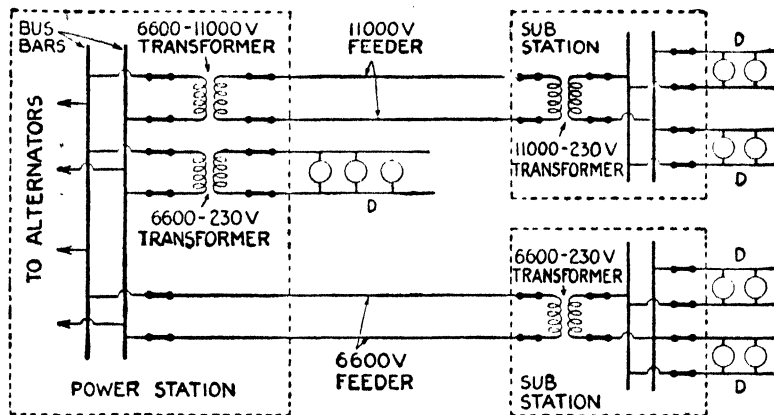 BUS
BARS
6600-11000 V
TRANSFORMER
11000 V
FEEDER
SUB
STATION
D
D
11000-230 V
TRANSFORMER
TO ALTERNATORS
6600-230 V
TRANSFORMER
D
6600-230 V
TRANSFORMER
D
D
6600 V
FEEDER
POWER STATION
SUB
STATION